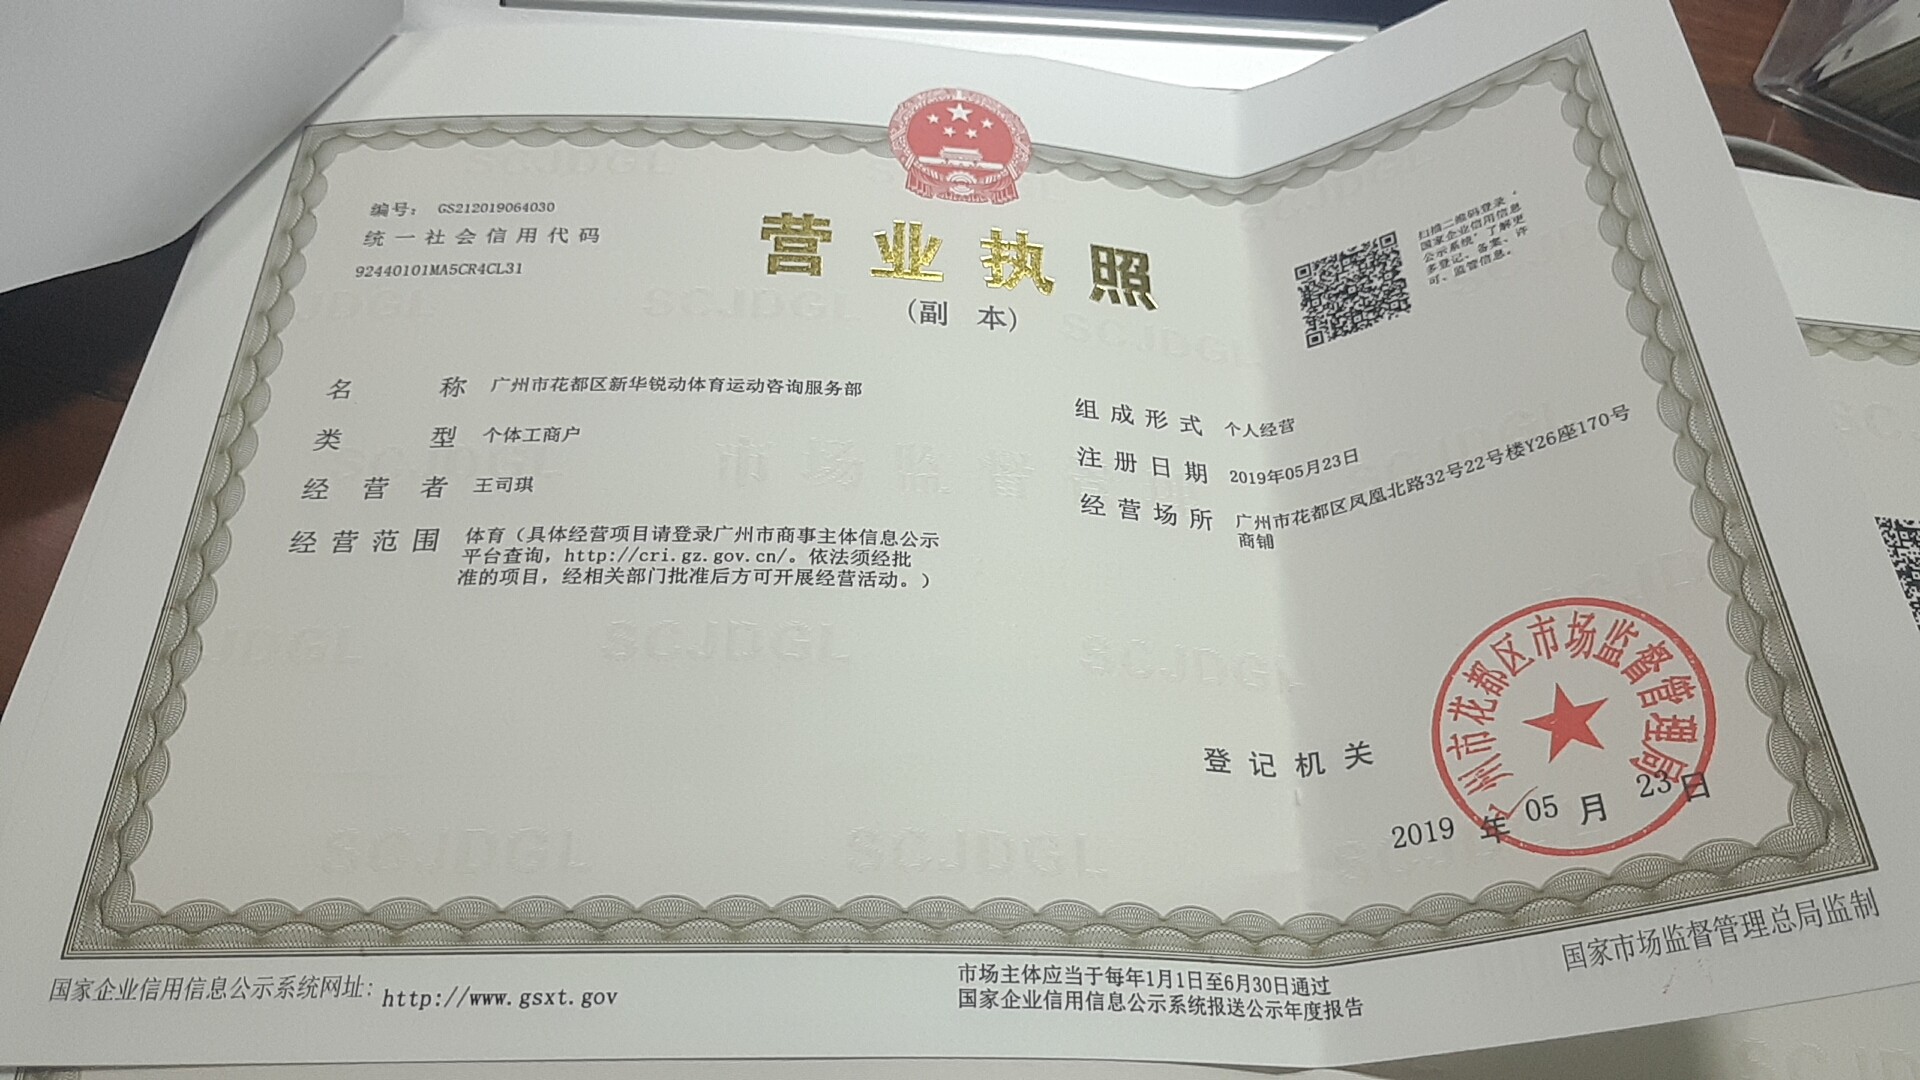 编号： GS212019064030
统一社会信用代码
92440101MA5CR4CL31
营业执照
(副 本)
扫描二维码登录‘
国家企业信用信息
公示系统’了解更
多登记、备案、许
可、监管信息。
名 称 广州市花都区新华锐动体育运动咨询服务部
类 型 个体工商户
经 营 者 王司琪
经 营 范 围 体育（具体经营项目请登录广州市商事主体信息公示
平台查询，http://cri.gz.gov.cn/。依法须经批
准的项目，经相关部门批准后方可开展经营活动。）
组 成 形 式 个人经营
注 册 日 期 2019年05月23日
经 营 场 所 广州市花都区凤凰北路32号22号楼Y26座170号
商铺
登 记 机 关
广州市花都区市场监督管理局
2019 年 05 月 23 日
国家企业信用信息公示系统网址：http://www.gsxt.gov
市场主体应当于每年1月1日至6月30日通过
国家企业信用信息公示系统报送公示年度报告
国家市场监督管理总局监制
SCJDGL
市场监督管理